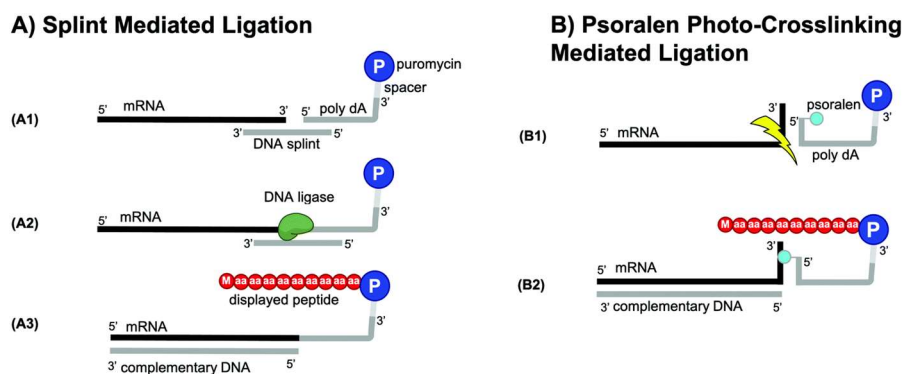 A) Splint Mediated Ligation
P puromycin
spacer
5' mRNA 3' 5' poly dA 3'
(A1)
3' 5'
DNA splint
P
DNA ligase
5' mRNA 3'
(A2)
3' 5'
M aa aa aa aa aa aa aa aa aa P
displayed peptide
3'
(A3)
5' mRNA
3' complementary DNA 5'
B) Psoralen Photo-Crosslinking
Mediated Ligation
3' psoralen P
5' 3'
(B1)
5' mRNA
poly dA
M aa aa aa aa aa aa aa aa aa P
3'
3'
5' mRNA 5'
(B2)
3' complementary DNA 5'